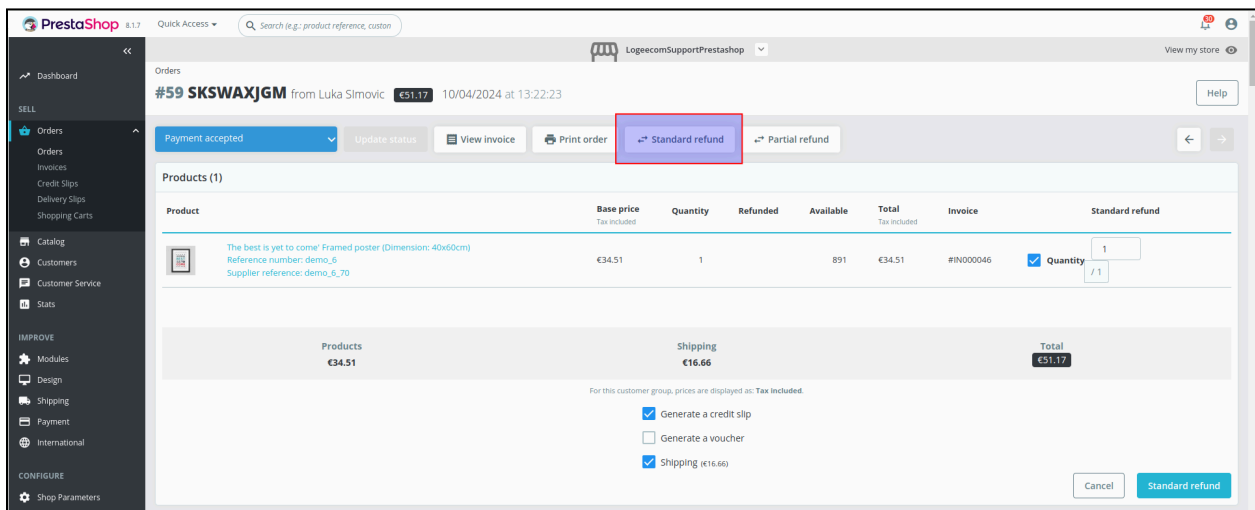 PrestaShop 8.1.7 Quick Access Search (e.g.: product reference, custon 30
LogeecomSupportPrestashop View my store
Dashboard
Orders
#59 SKSWAXJGM from Luka SImovic €51.17 10/04/2024 at 13:22:23 Help
SELL
Orders
Orders
Invoices
Credit Slips
Delivery Slips
Shopping Carts
Catalog
Customers
Customer Service
Stats
IMPROVE
Modules
Design
Shipping
Payment
International
CONFIGURE
Shop Parameters
Payment accepted Update status View invoice Print order Standard refund Partial refund
Products (1)
Product Base price Quantity Refunded Available Total Invoice Standard refund
Tax included Tax included
The best is yet to come' Framed poster (Dimension: 40x60cm)
Reference number: demo_6 €34.51 1 891 €34.51 #IN000046 Quantity 1
Supplier reference: demo_6_70 / 1
Products Shipping Total
€34.51 €16.66 €51.17
For this customer group, prices are displayed as: Tax included.
Generate a credit slip
Generate a voucher
Shipping (€16.66)
Cancel Standard refund